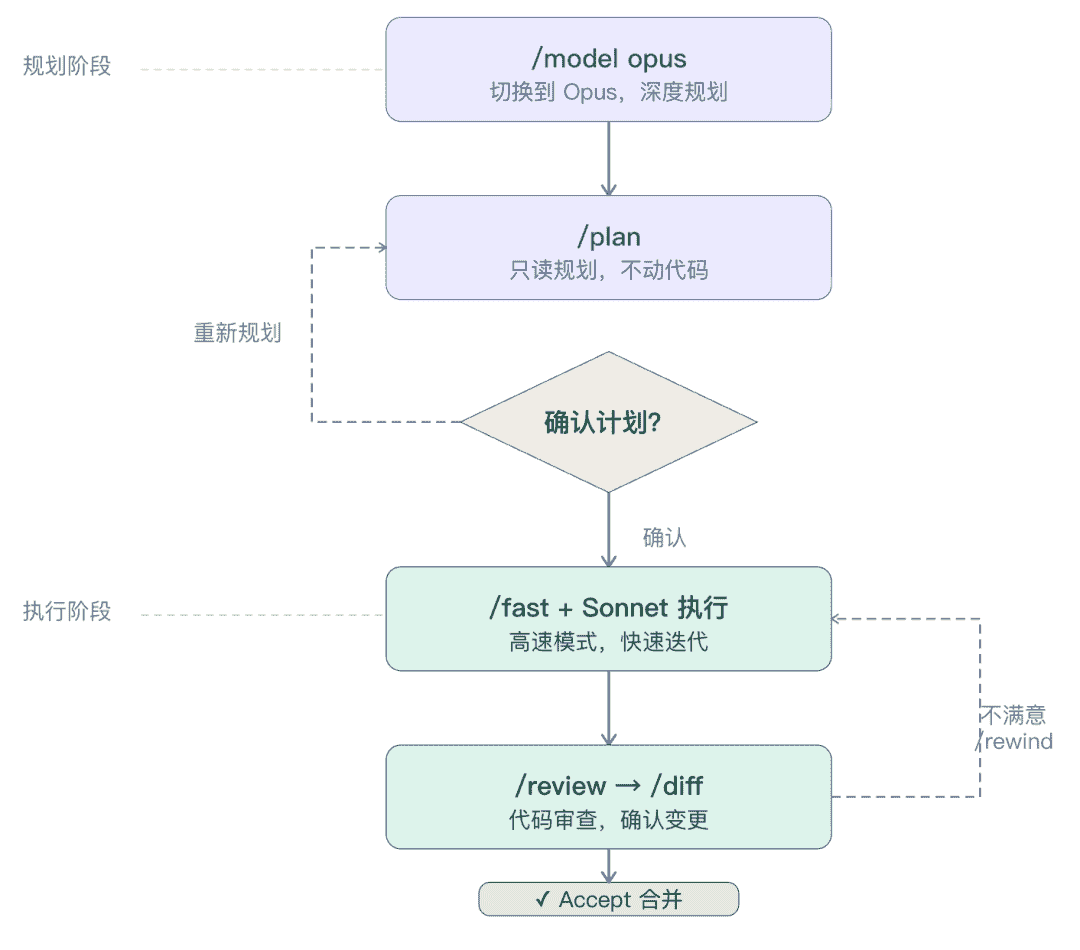 规划阶段
/model opus
切换到 Opus，深度规划
/plan
只读规划，不动代码
重新规划
确认计划？
确认
执行阶段
/fast + Sonnet 执行
高速模式，快速迭代
不满意
/rewind
/review → /diff
代码审查，确认变更
✓ Accept 合并